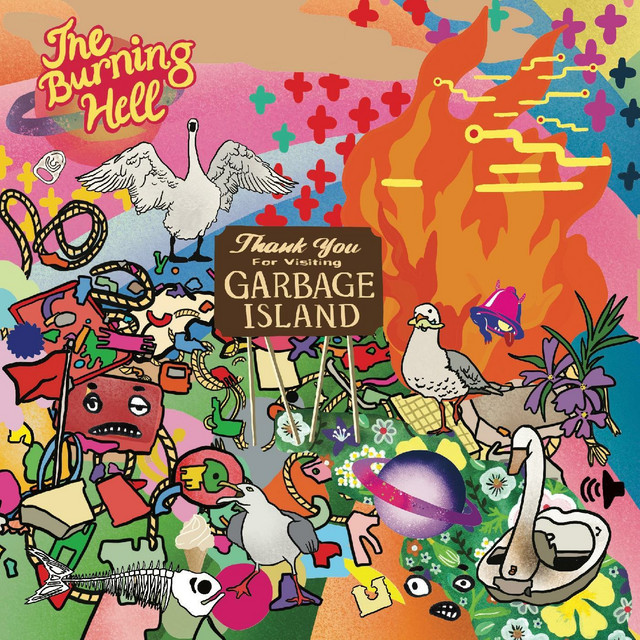 The
Burning
Hell
Thank You
For Visiting
GARBAGE
ISLAND